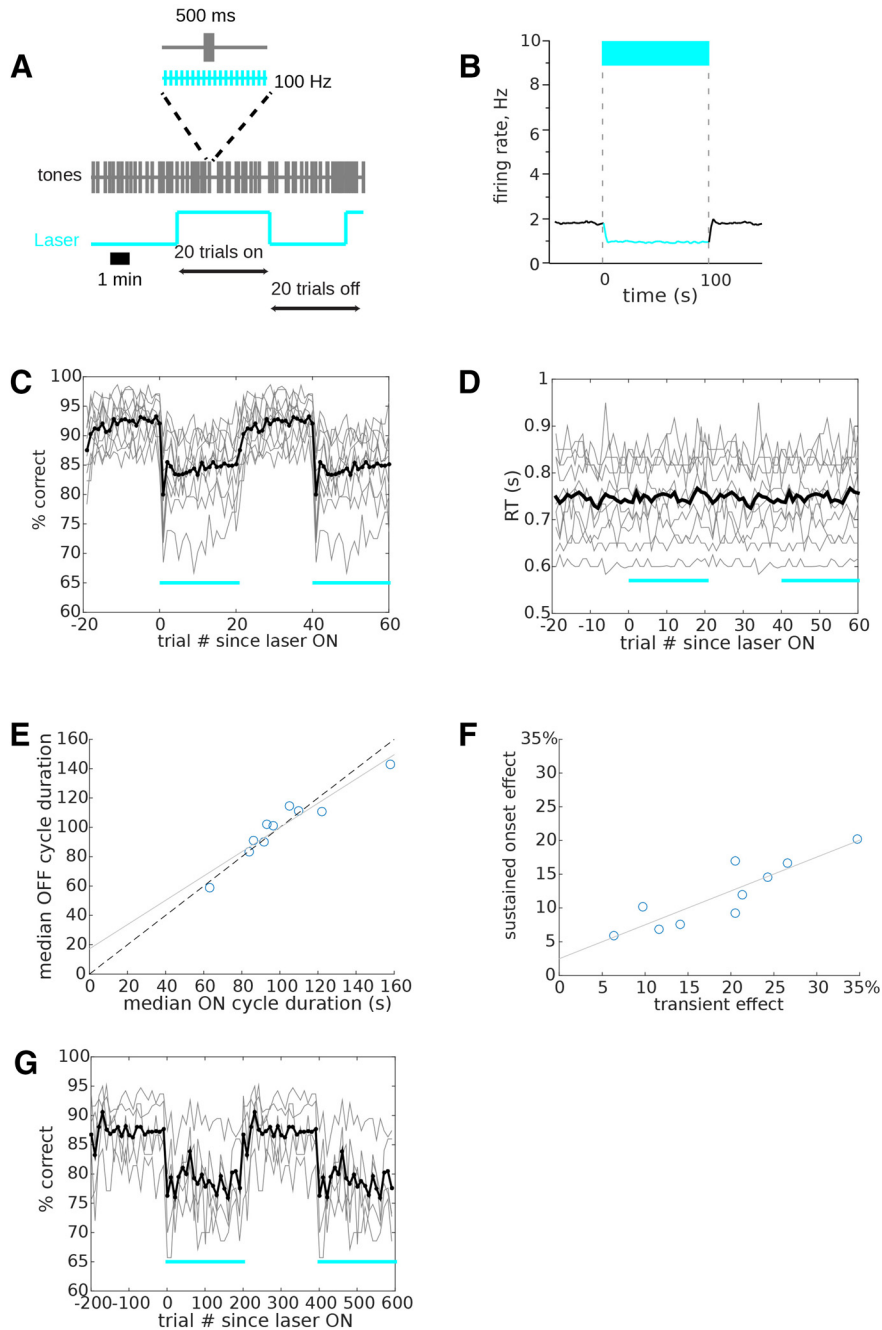 A
500 ms
100 Hz
tones
Laser
20 trials on
1 min
20 trials off
B
10
8
6
4
2
0
firing rate, Hz
0 100
time (s)
C
100
95
90
85
80
75
70
65
60
% correct
-20 0 20 40 60
trial # since laser ON
D
1
0.9
0.8
0.7
0.6
0.5
RT (s)
-20 -10 0 10 20 30 40 50 60
trial # since laser ON
E
160
140
120
100
80
60
40
20
0
median OFF cycle duration
0 20 40 60 80 100 120 140 160
median ON cycle duration (s)
F
35%
30
25
20
15
10
5
0
sustained onset effect
0 5 10 15 20 25 30 35%
transient effect
G
100
95
90
85
80
75
70
65
60
% correct
-200 -100 0 100 200 300 400 500 600
trial # since laser ON